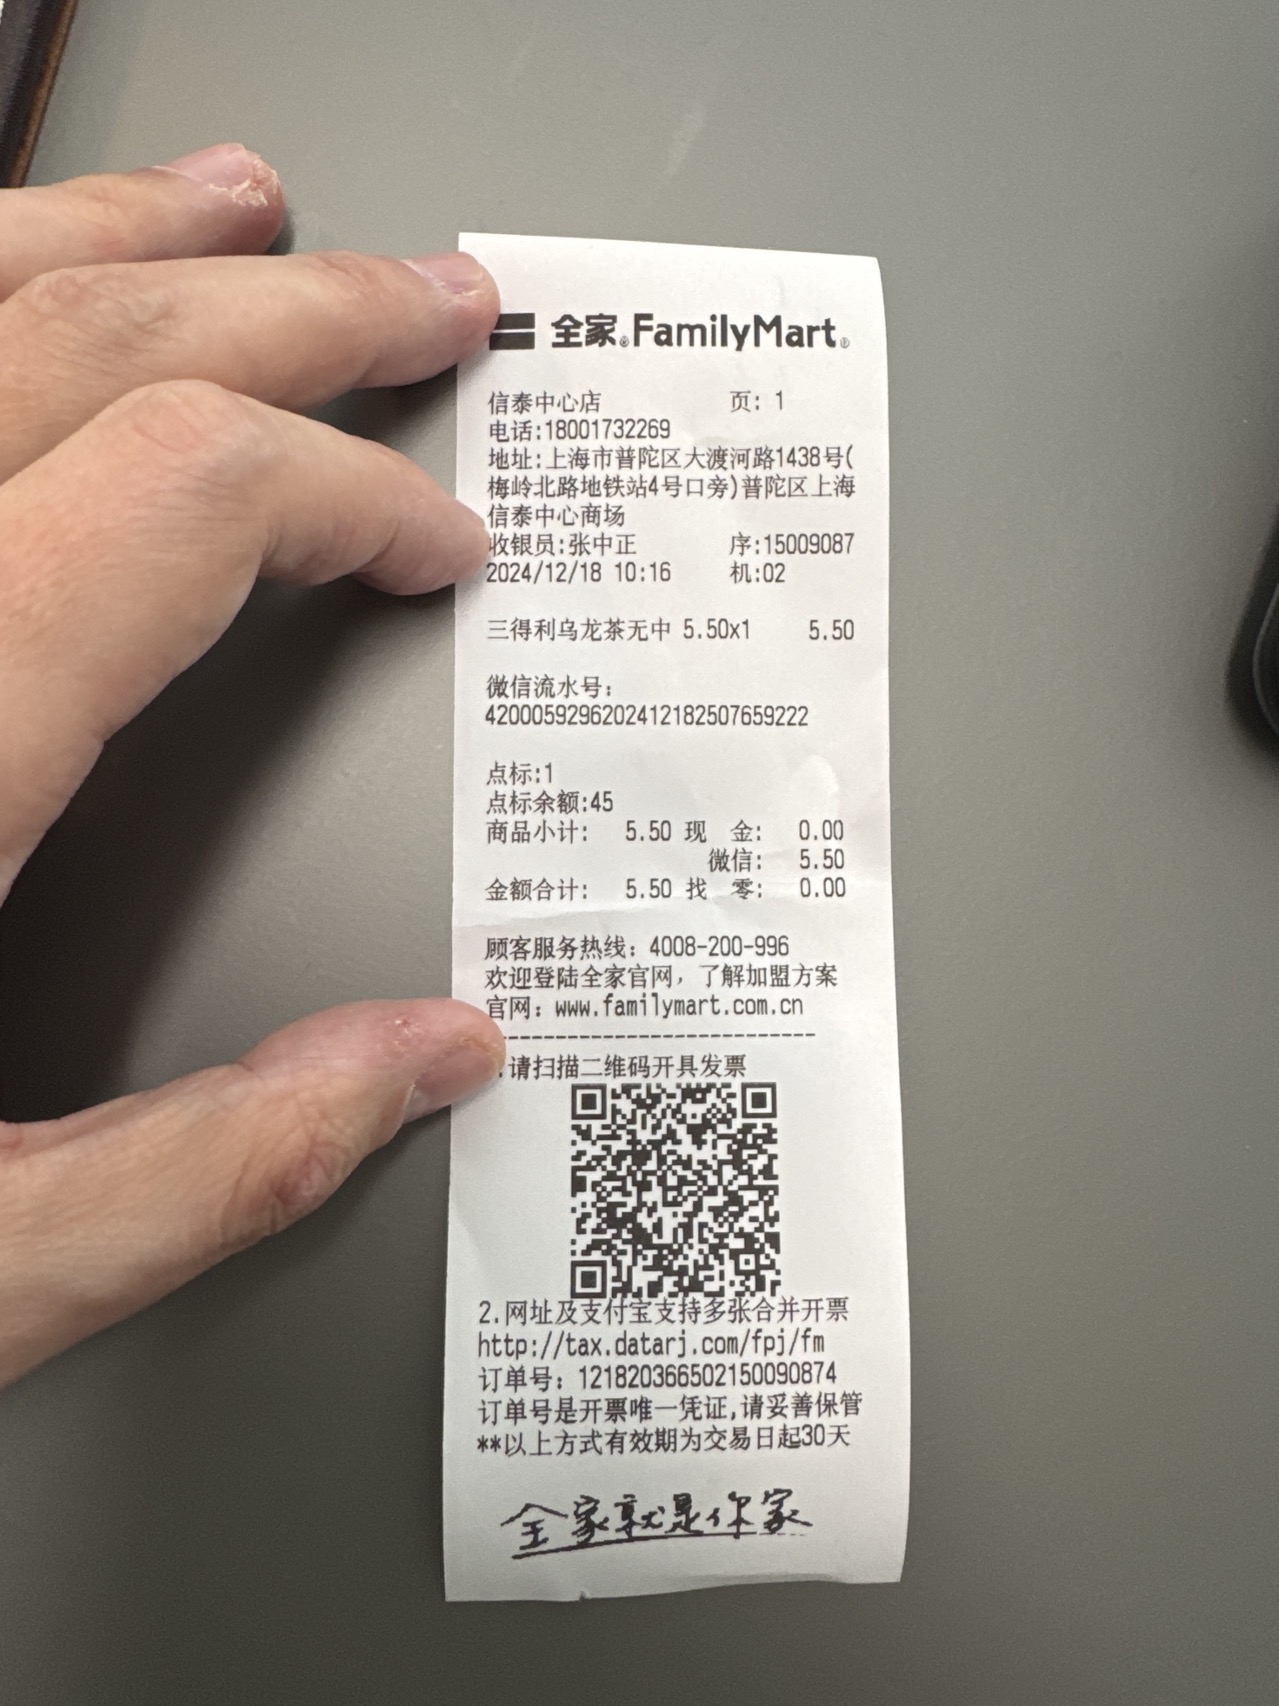 全家®FamilyMart®
信泰中心店 页: 1
电话:18001732269
地址:上海市普陀区大渡河路1438号(
梅岭北路地铁站4号口旁)普陀区上海
信泰中心商场
收银员:张中正 序:15009087
2024/12/18 10:16 机:02
三得利乌龙茶无中 5.50x1 5.50
微信流水号:
4200059296202412182507659222
点标:1
点标余额:45
商品小计: 5.50 现 金: 0.00
微信: 5.50
金额合计: 5.50 找 零: 0.00
顾客服务热线: 4008-200-996
欢迎登陆全家官网, 了解加盟方案
官网: www.familymart.com.cn
--------------------------
.请扫描二维码开具发票
2.网址及支付宝支持多张合并开票
http://tax.datarj.com/fpj/fm
订单号: 121820366502150090874
订单号是开票唯一凭证,请妥善保管
**以上方式有效期为交易日起30天
全家就是你家